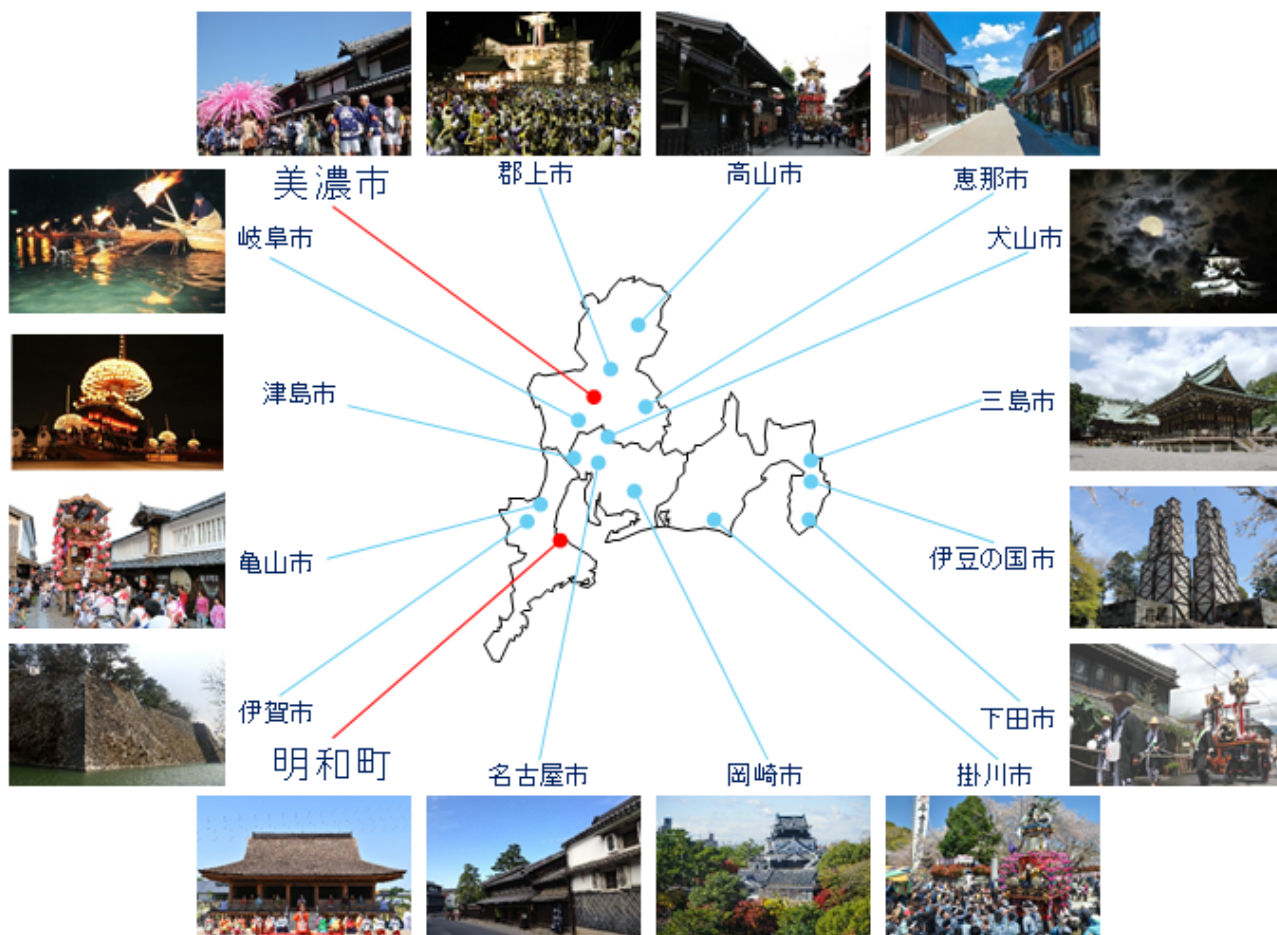 美濃市
郡上市
高山市
恵那市
岐阜市
犬山市
津島市
三島市
亀山市
伊豆の国市
伊賀市
下田市
明和町
名古屋市
岡崎市
掛川市